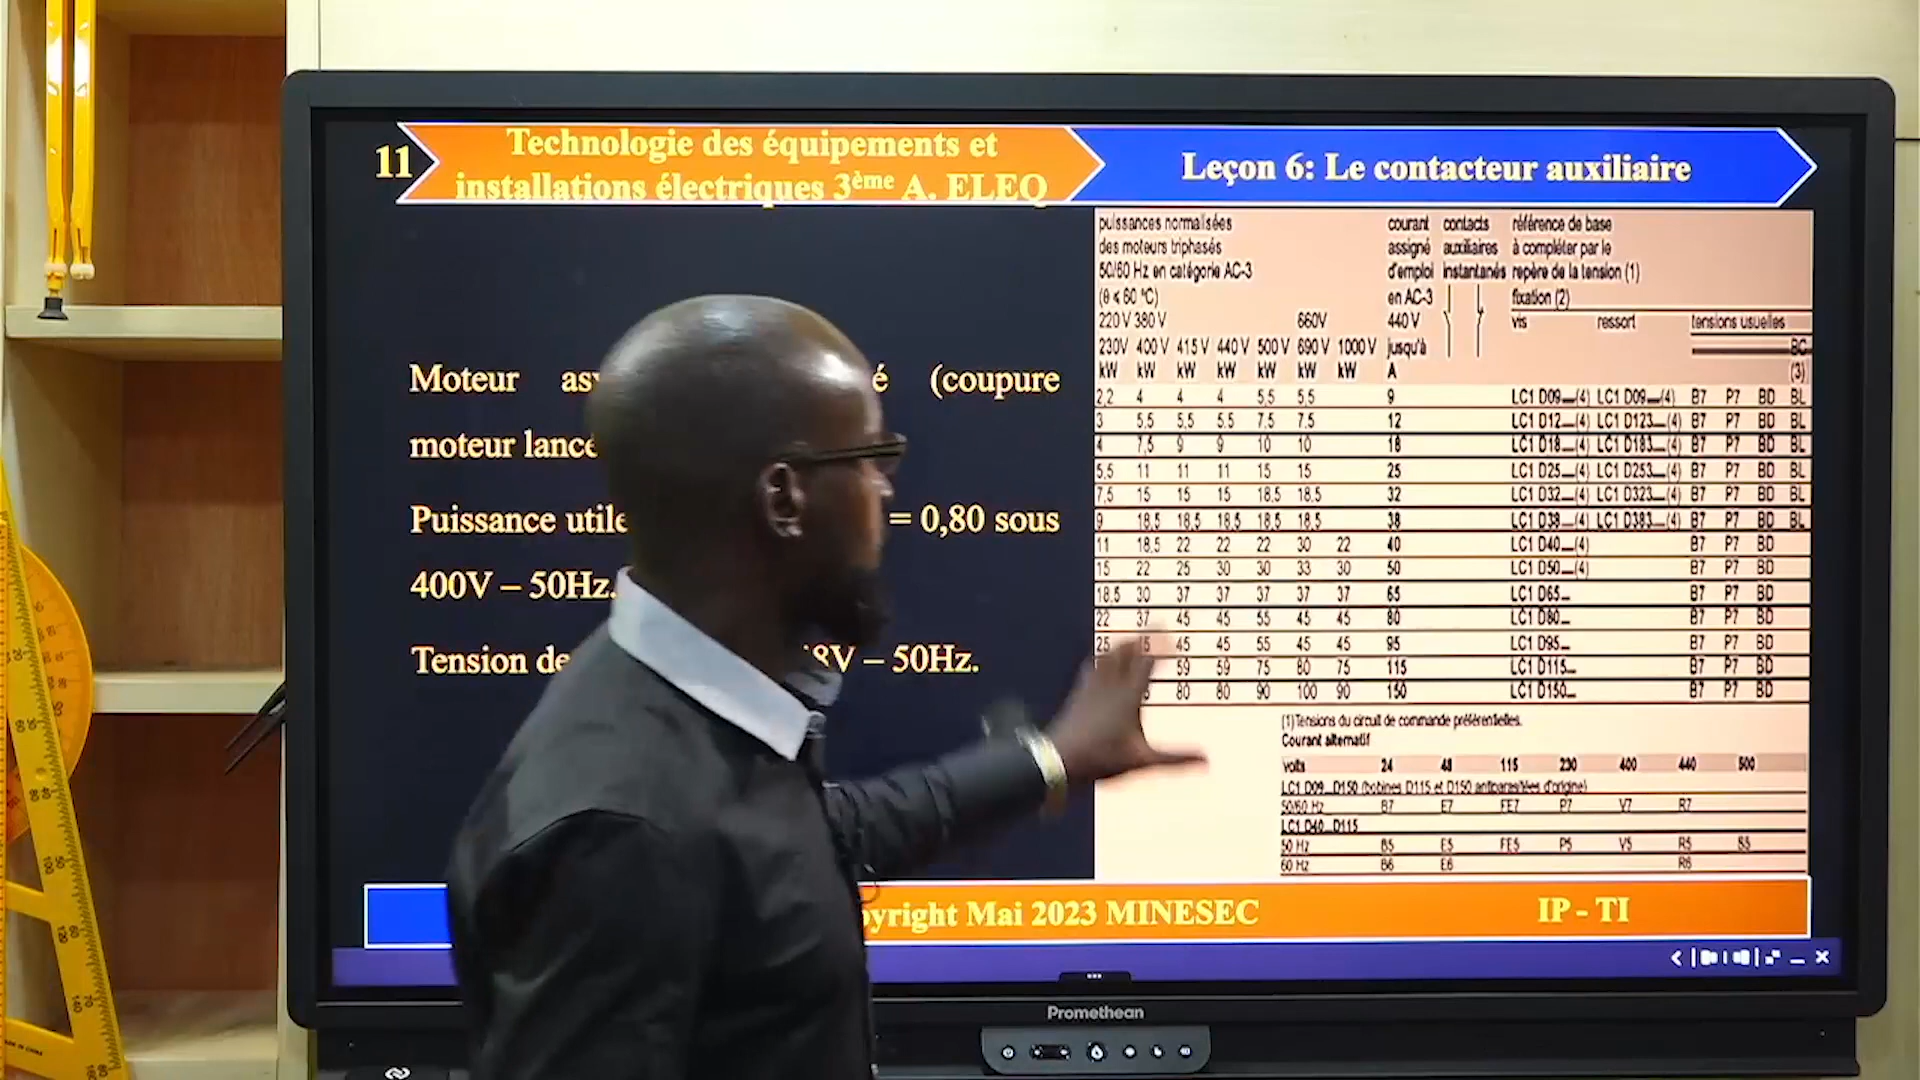 11
Technologie des équipements et
installations électriques 3ème A. ELEQ
Leçon 6: Le contacteur auxiliaire
Moteur é (coupure
moteur lancé
Puissance utile = 0,80 sous
400V – 50Hz.
Tension de 48V – 50Hz.
puissances normalisées courant contacts référence de base
des moteurs triphasés assigné auxiliaires à compléter par le
50/60 Hz en catégorie AC-3 d'emploi instantanés repère de la tension (1)
(θ ≤ 60 °C) en AC-3 fixation (2)
220 V 380 V 660V 440 V vis ressort tensions usuelles
230V 400 V 415 V 440 V 500 V 690 V 1000 V jusqu'à BC
kW kW kW kW kW kW kW A (3)
2,2 4 4 4 5,5 5,5 9 LC1 D09 (4) LC1 D09 (4) B7 P7 BD BL
3 5,5 5,5 5,5 7,5 7,5 12 LC1 D12 (4) LC1 D123 (4) B7 P7 BD BL
4 7,5 9 9 10 10 18 LC1 D18 (4) LC1 D183 (4) B7 P7 BD BL
5,5 11 11 11 15 15 25 LC1 D25 (4) LC1 D253 (4) B7 P7 BD BL
7,5 15 15 15 18,5 18,5 32 LC1 D32 (4) LC1 D323 (4) B7 P7 BD BL
9 18,5 18,5 18,5 18,5 18,5 38 LC1 D38 (4) LC1 D383 (4) B7 P7 BD BL
11 18,5 22 22 22 30 22 40 LC1 D40 (4) B7 P7 BD
15 22 25 30 30 33 30 50 LC1 D50 (4) B7 P7 BD
18,5 30 37 37 37 37 37 65 LC1 D65 B7 P7 BD
22 37 45 45 55 45 45 80 LC1 D80 B7 P7 BD
25 45 45 55 45 45 95 LC1 D95 B7 P7 BD
59 59 75 80 75 115 LC1 D115 B7 P7 BD
80 80 90 100 90 150 LC1 D150 B7 P7 BD
(1) Tensions du circuit de commande préférentielles.
Courant alternatif
volts 24 48 115 230 400 440 500
LC1 D09...D150 (bobines D115 et D150 antiparasitées d'origine)
50/60 Hz B7 E7 FE7 P7 V7 R7
LC1 D40...D115
50 Hz B5 E5 FE5 P5 V5 R5 S5
60 Hz B6 E6 R6
pyright Mai 2023 MINESEC
IP - TI
Promethean